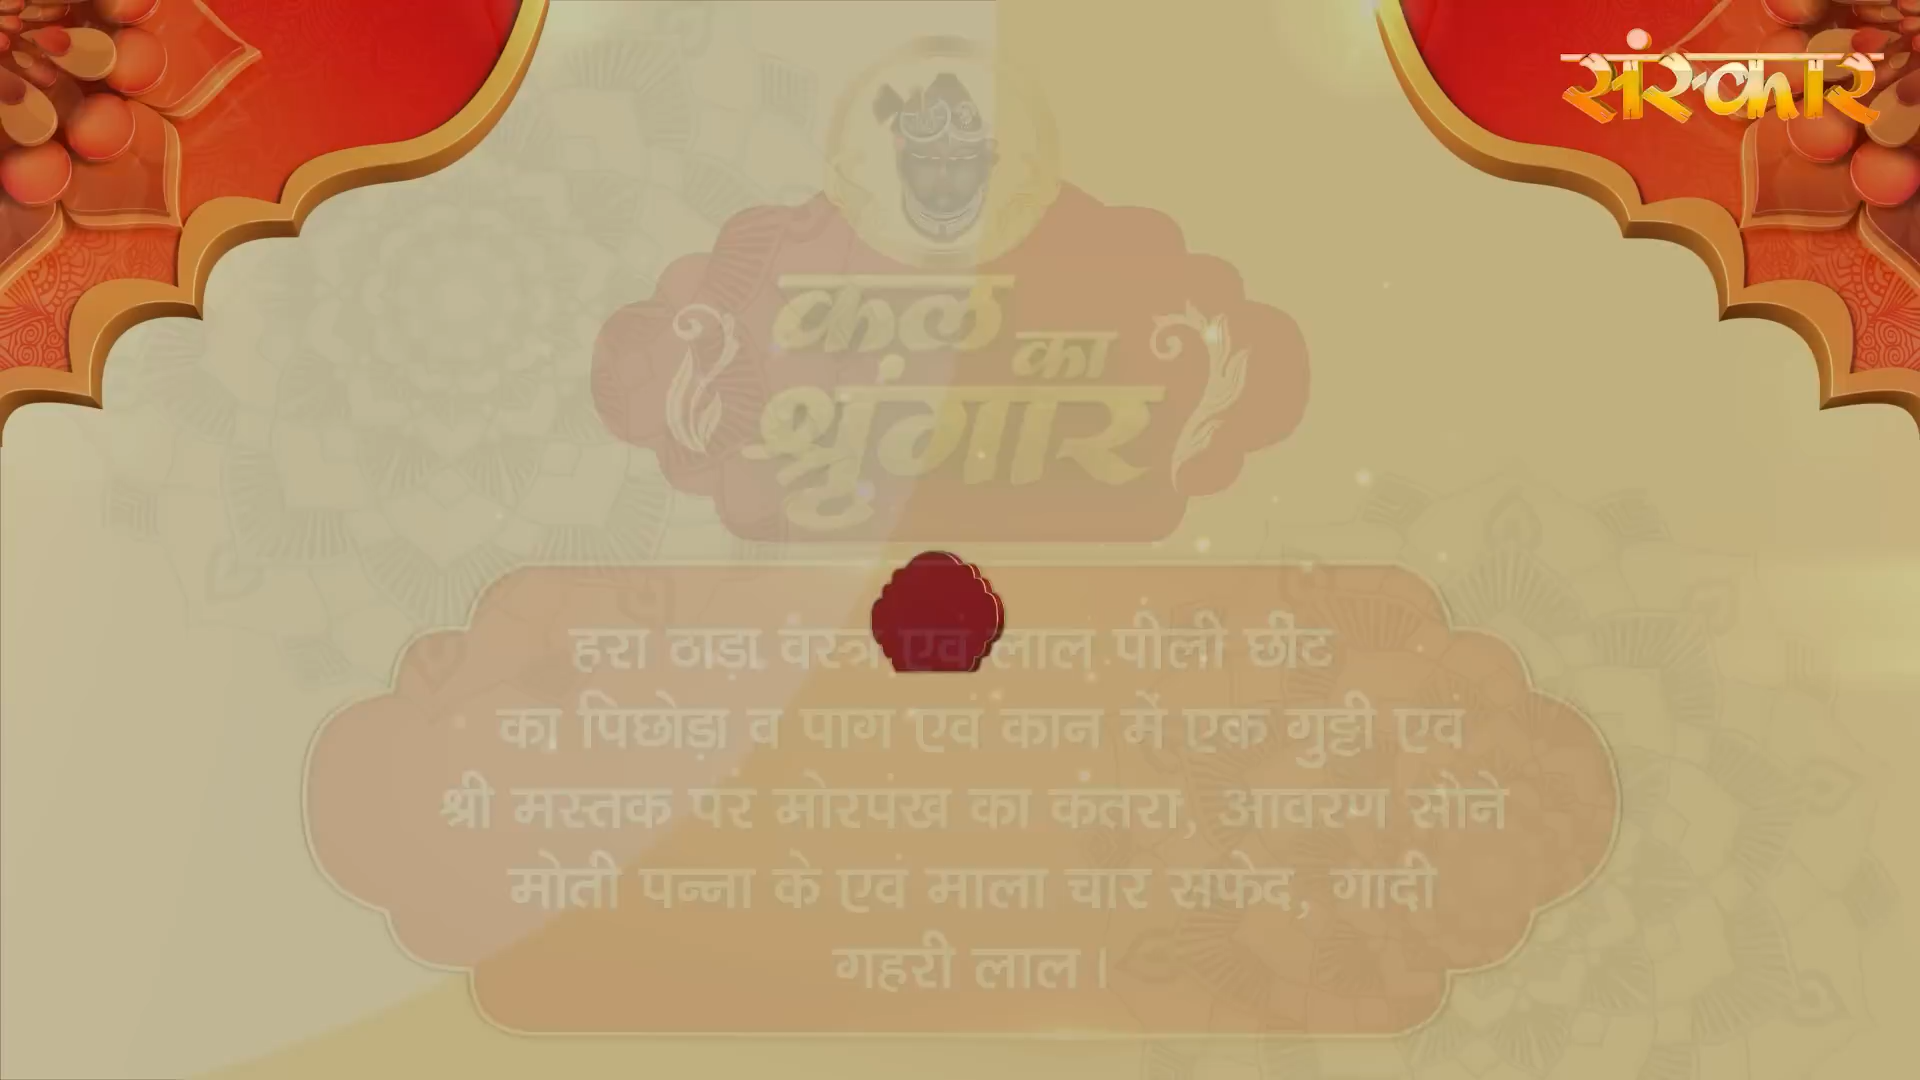 संस्कार
कल का
श्रुंगार
हरा ठाड़ा वस्त्र एवं लाल पीली छींट
का पिछोड़ा व पाग एवं कान में एक गुट्टी एवं
श्री मस्तक पर मोरपंख का कतरा, आवरण सोने
मोती पन्ना के एवं माला चार सफेद, गादी
गहरी लाल।